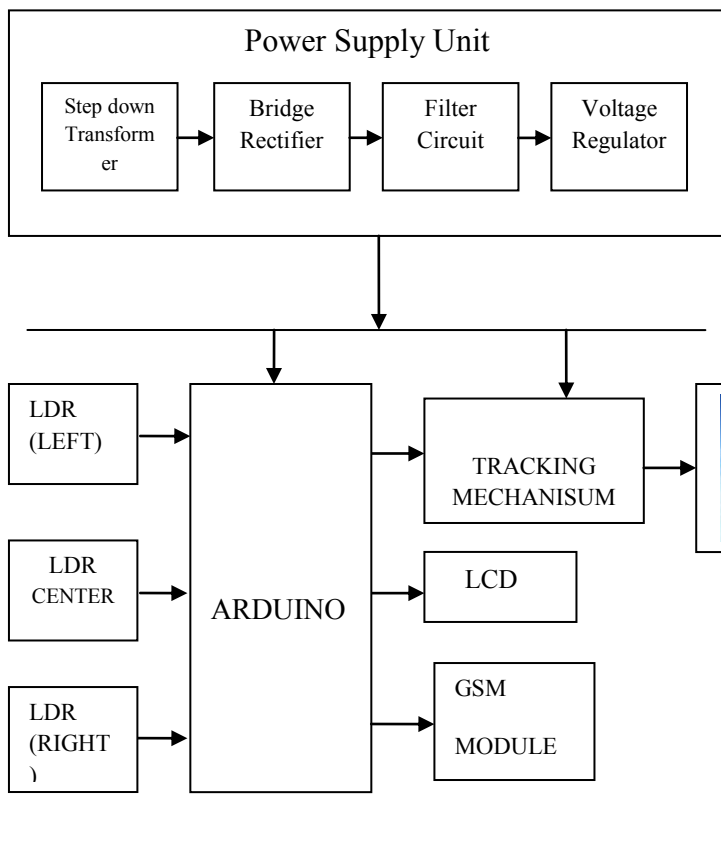 Power Supply Unit
Step down
Transform
er
Bridge
Rectifier
Filter
Circuit
Voltage
Regulator
LDR
(LEFT)
LDR
CENTER
LDR
(RIGHT
)
ARDUINO
TRACKING
MECHANISUM
LCD
GSM
MODULE